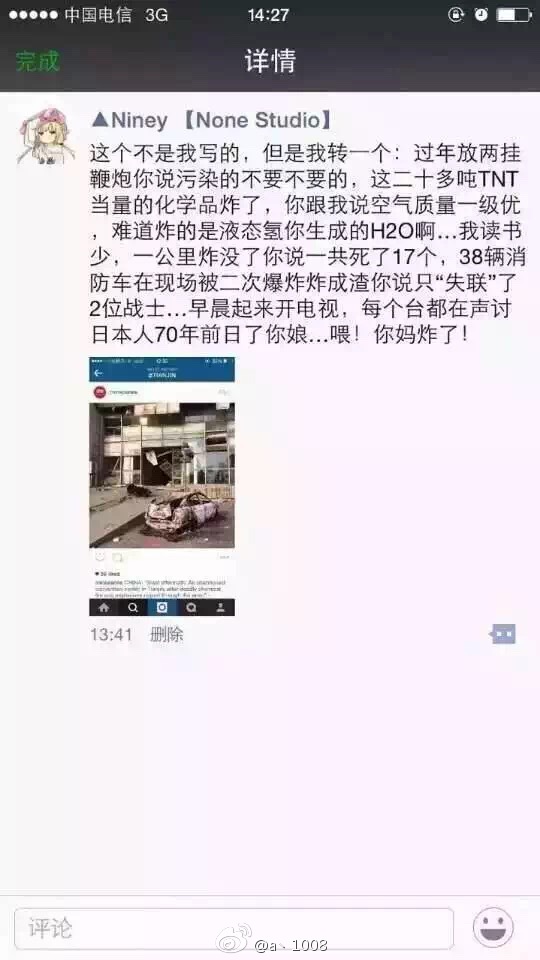 中国电信 3G 14:27
完成 详情
▲Niney 【None Studio】
这个不是我写的，但是我转一个：过年放两挂
鞭炮你说污染的不要不要的，这二十多吨TNT
当量的化学品炸了，你跟我说空气质量一级优
，难道炸的是液态氢你生成的H2O啊...我读书
少，一公里炸没了你说一共死了17个，38辆消
防车在现场被二次爆炸炸成渣你说只“失联”了
2位战士...早晨起来开电视，每个台都在声讨
日本人70年前日了你娘...喂！你妈炸了！
#TIANJIN
13:41 删除
评论
@a丶1008